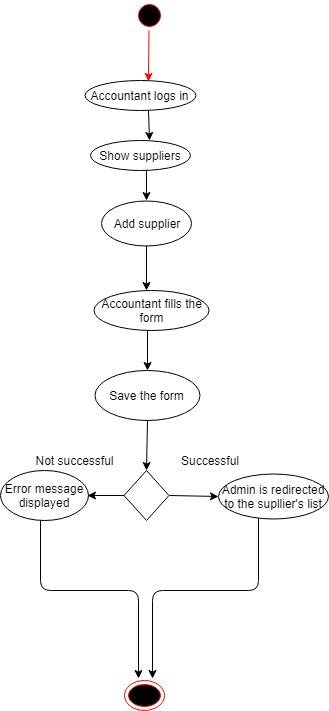 Accountant logs in
Show suppliers
Add supplier
Accountant fills the
form
Save the form
Not successful
Successful
Error message
displayed
Admin is redirected
to the supllier's list